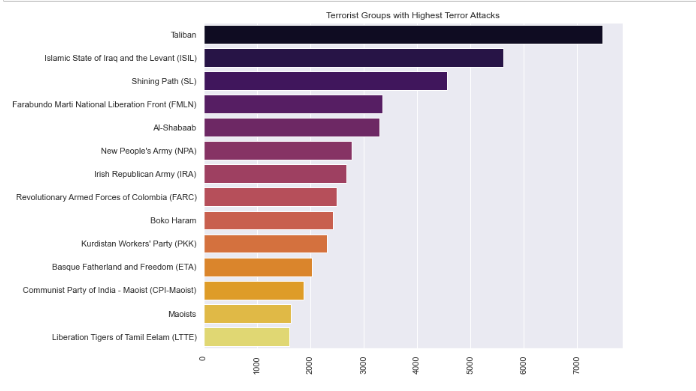 Terrorist Groups with Highest Terror Attacks
Taliban
Islamic State of Iraq and the Levant (ISIL)
Shining Path (SL)
Farabundo Marti National Liberation Front (FMLN)
Al-Shabaab
New People's Army (NPA)
Irish Republican Army (IRA)
Revolutionary Armed Forces of Colombia (FARC)
Boko Haram
Kurdistan Workers' Party (PKK)
Basque Fatherland and Freedom (ETA)
Communist Party of India - Maoist (CPI-Maoist)
Maoists
Liberation Tigers of Tamil Eelam (LTTE)
0
1000
2000
3000
4000
5000
6000
7000